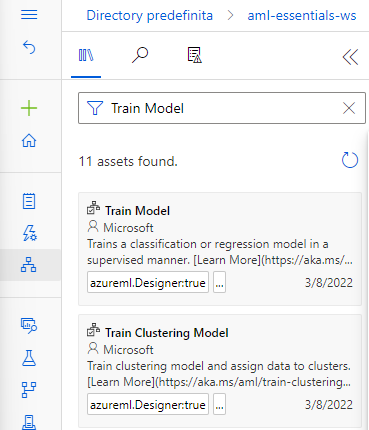 Directory predefinita > aml-essentials-ws
Train Model
11 assets found.
Train Model
Microsoft
Trains a classification or regression model in a
supervised manner. [Learn More](https://aka.ms/...
azureml.Designer:true ... 3/8/2022
Train Clustering Model
Microsoft
Train clustering model and assign data to clusters.
[Learn More](https://aka.ms/aml/train-clustering...
azureml.Designer:true ... 3/8/2022